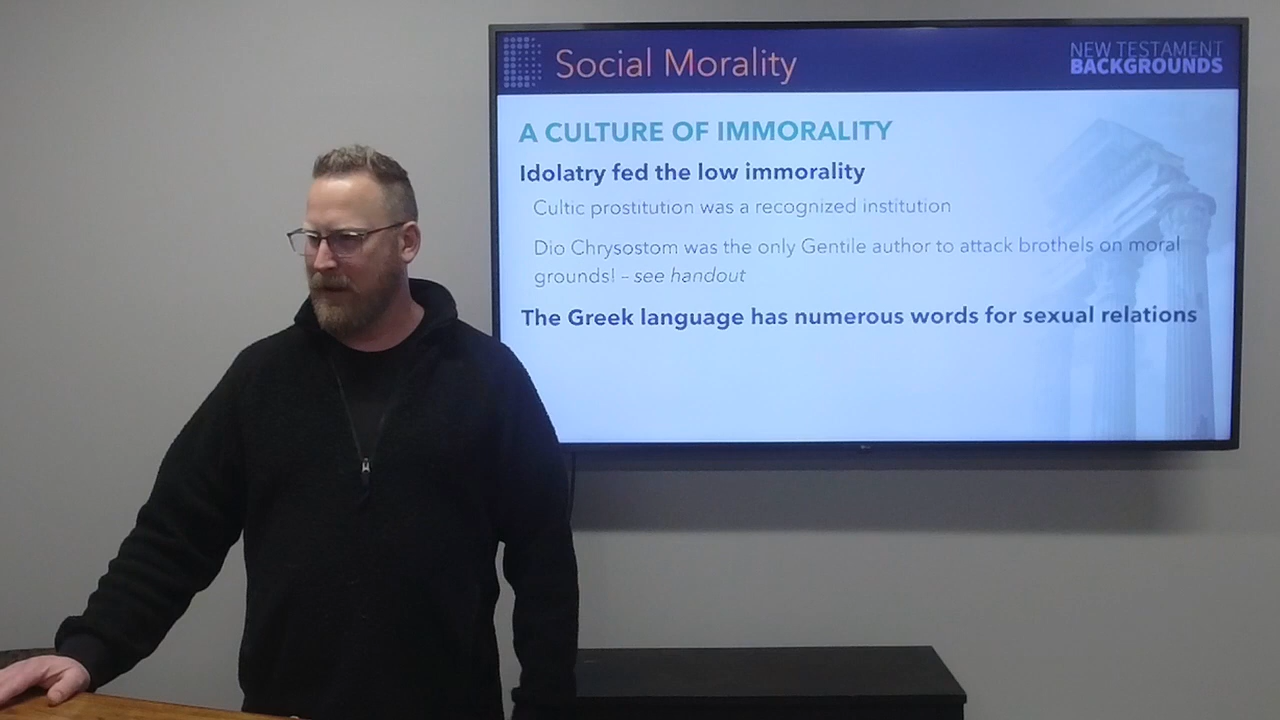 Social Morality
NEW TESTAMENT
BACKGROUNDS
A CULTURE OF IMMORALITY
Idolatry fed the low immorality
Cultic prostitution was a recognized institution
Dio Chrysostom was the only Gentile author to attack brothels on moral
grounds! – see handout
The Greek language has numerous words for sexual relations